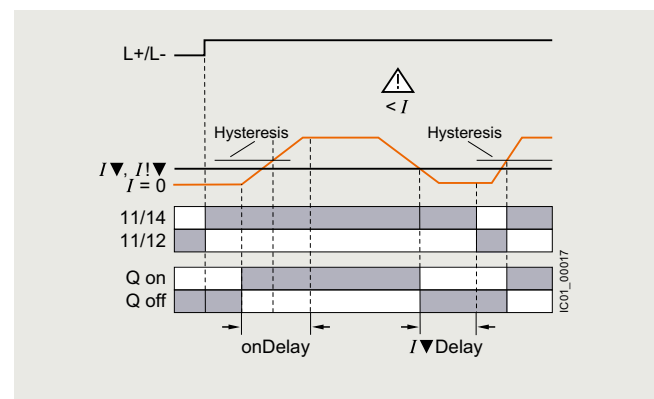 L+/L-
< I
Hysteresis Hysteresis
I▼, I!▼
I = 0
11/14
11/12
Q on
Q off
onDelay I▼Delay
IC01_00017